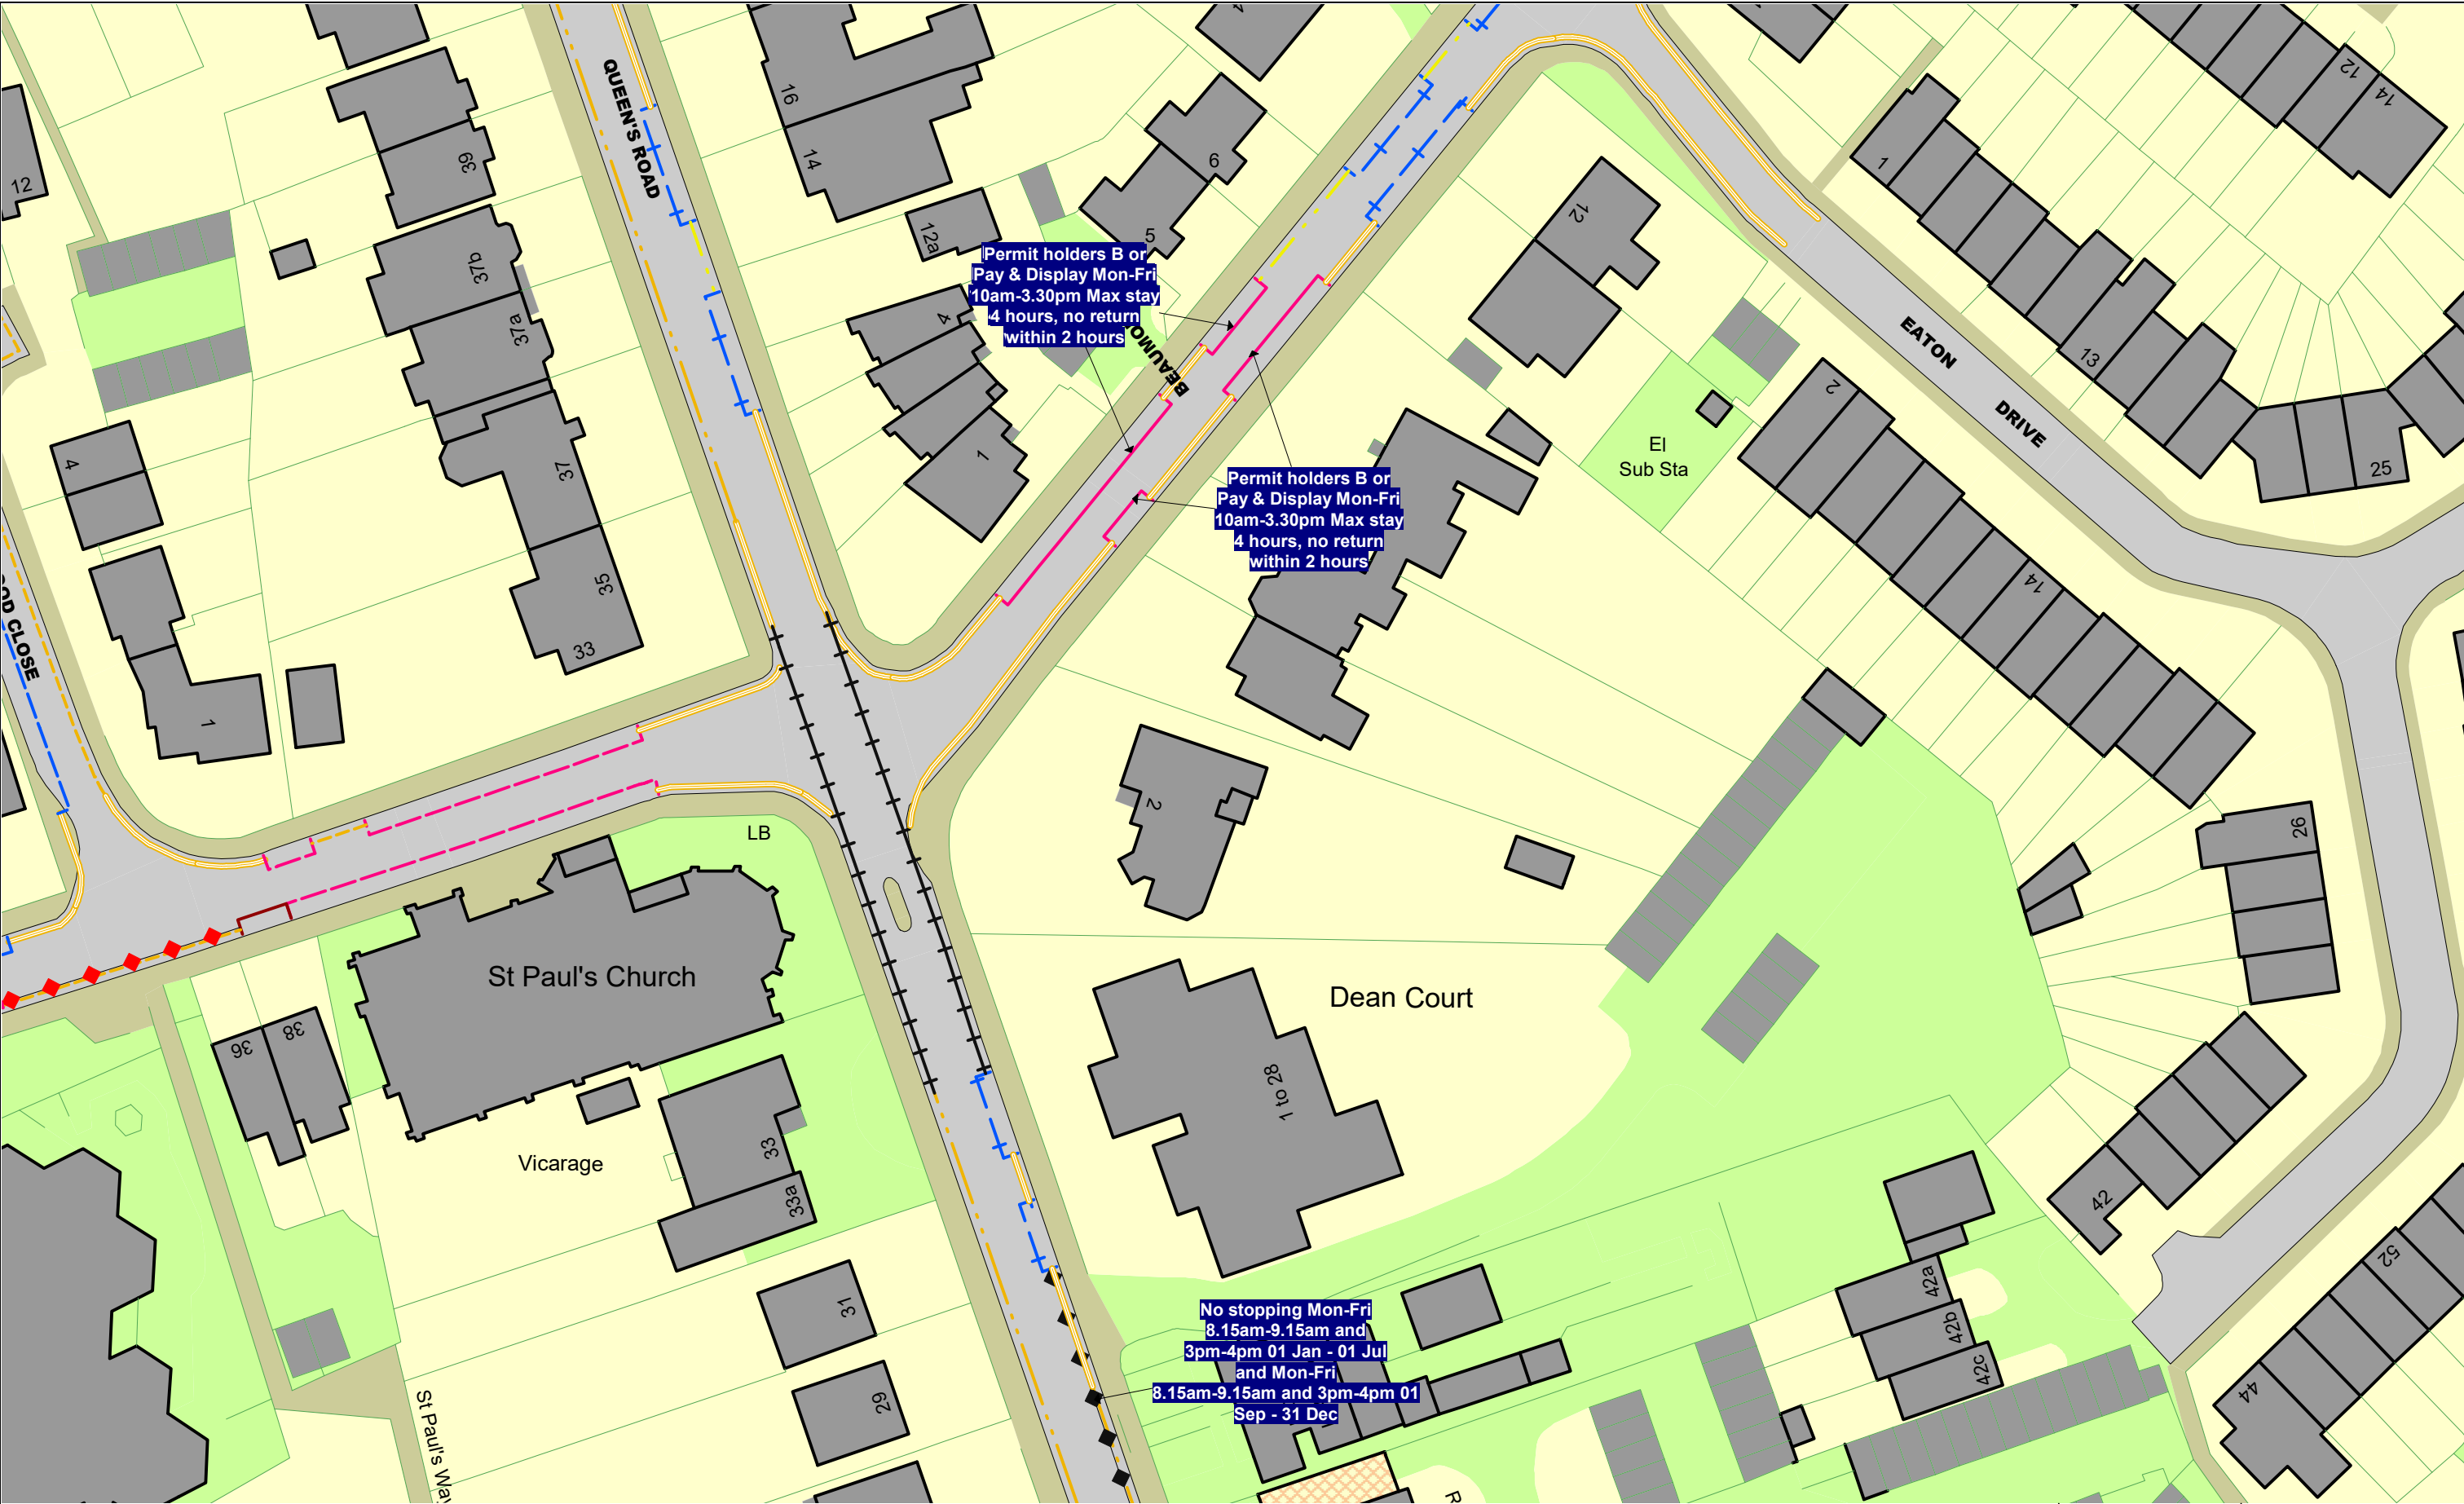 QUEEN'S ROAD
16
14
12a
39
37b
37a
37
35
33
12
4
1
4
1
5
6
12
1
13
25
12
14
EATON
DRIVE
2
14
26
Permit holders B or
Pay & Display Mon-Fri
10am-3.30pm Max stay
4 hours, no return
within 2 hours
Permit holders B or
Pay & Display Mon-Fri
10am-3.30pm Max stay
4 hours, no return
within 2 hours
El
Sub Sta
CLOSE
LB
2
St Paul's Church
Dean Court
1 to 28
36
38
Vicarage
33
33a
31
29
St Paul's Way
42
42a
42b
42c
52
44
No stopping Mon-Fri
8.15am-9.15am and
3pm-4pm 01 Jan - 01 Jul
and Mon-Fri
8.15am-9.15am and 3pm-4pm 01
Sep - 31 Dec